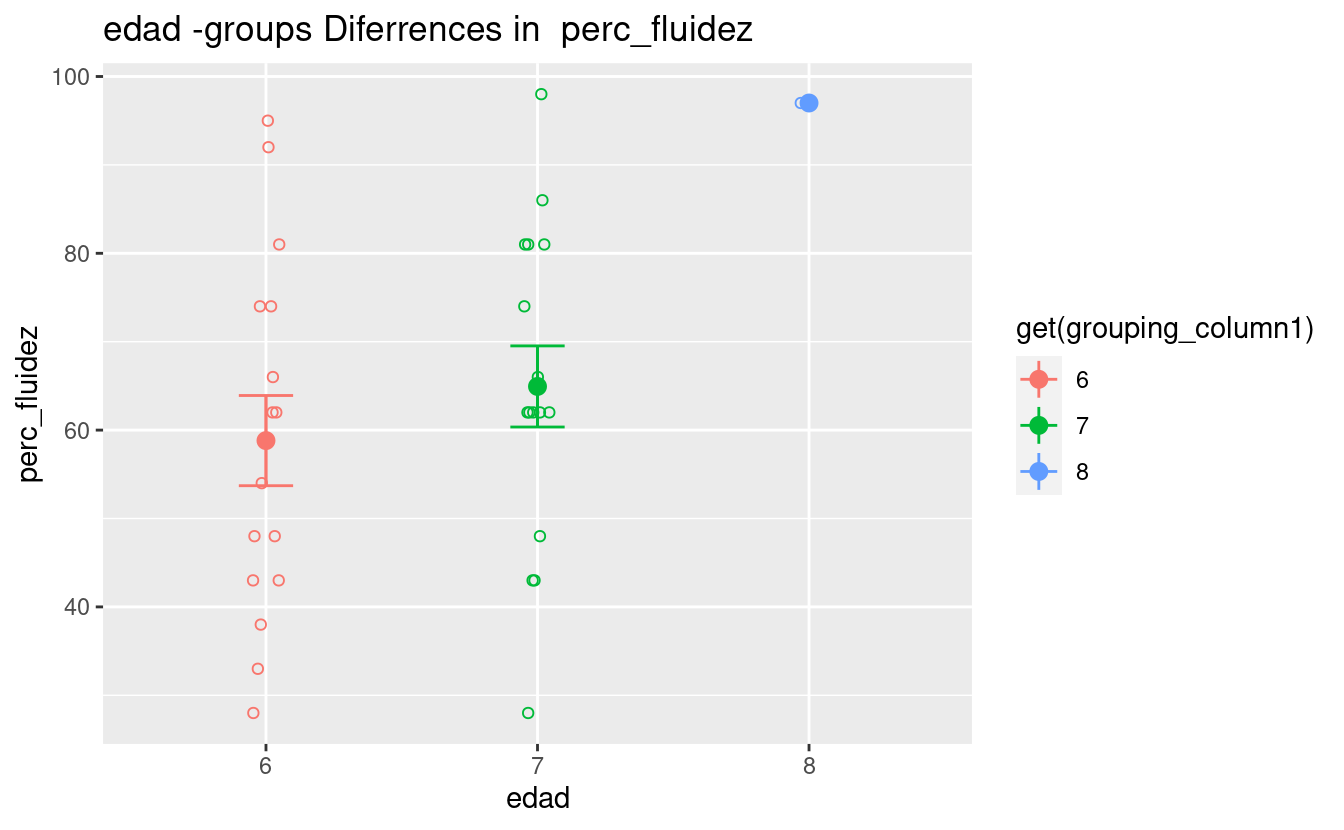 edad -groups Diferrences in  perc_fluidez
100
80
60
40
perc_fluidez
6
7
8
edad
get(grouping_column1)
6
7
8